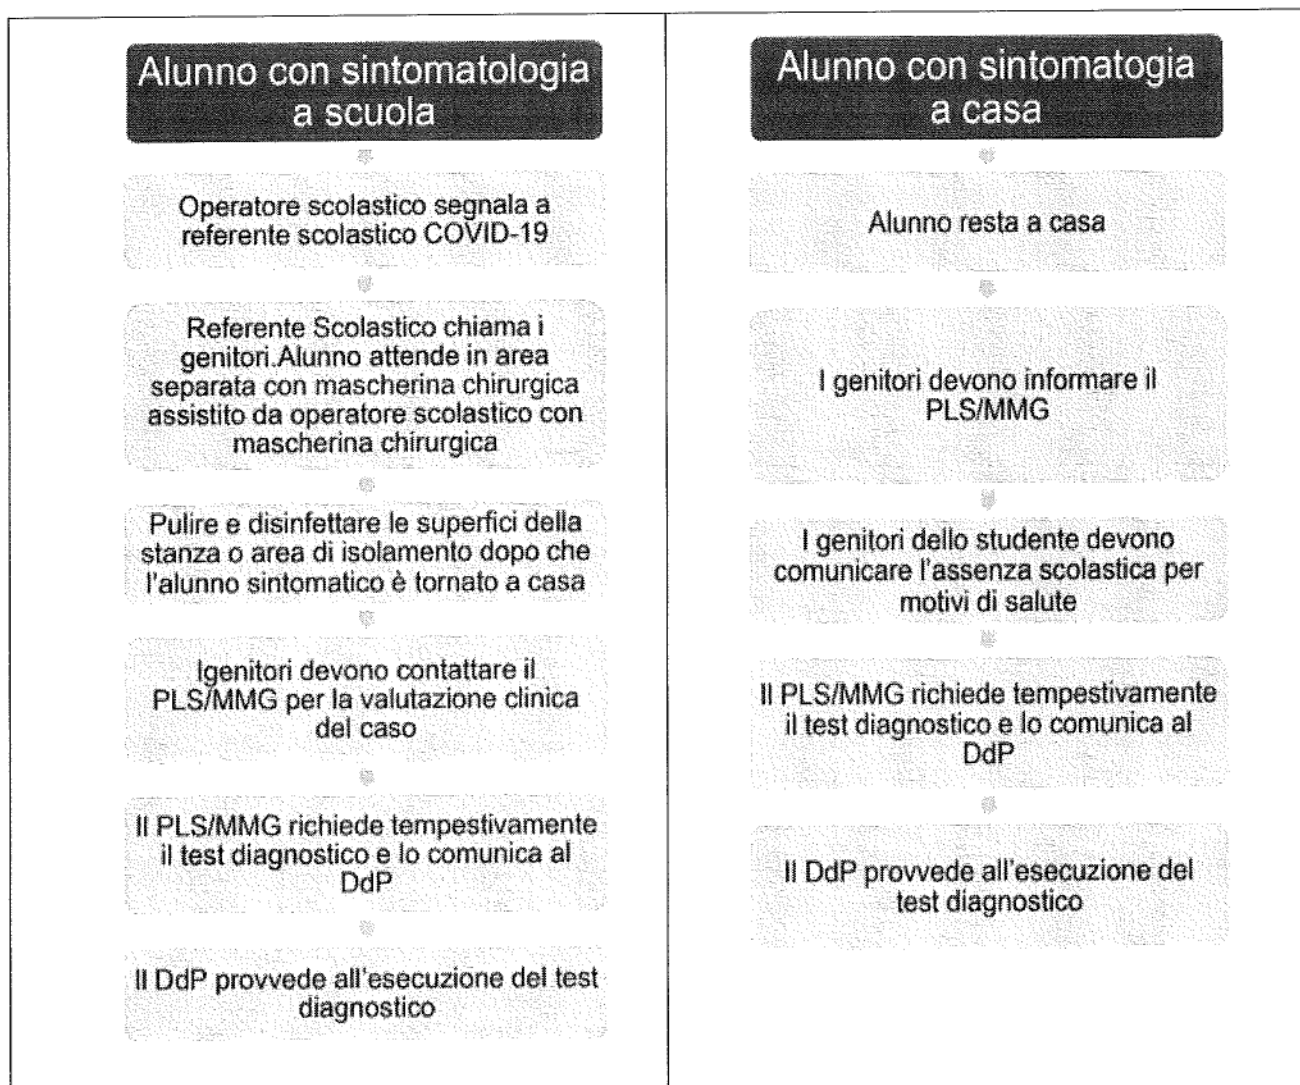 Alunno con sintomatologia
a scuola
Operatore scolastico segnala a
referente scolastico COVID-19
Referente Scolastico chiama i
genitori.Alunno attende in area
separata con mascherina chirurgica
assistito da operatore scolastico con
mascherina chirurgica
Pulire e disinfettare le superfici della
stanza o area di isolamento dopo che
l'alunno sintomatico è tornato a casa
Igenitori devono contattare il
PLS/MMG per la valutazione clinica
del caso
Il PLS/MMG richiede tempestivamente
il test diagnostico e lo comunica al
DdP
Il DdP provvede all'esecuzione del test
diagnostico
Alunno con sintomatogia
a casa
Alunno resta a casa
I genitori devono informare il
PLS/MMG
I genitori dello studente devono
comunicare l'assenza scolastica per
motivi di salute
Il PLS/MMG richiede tempestivamente
il test diagnostico e lo comunica al
DdP
Il DdP provvede all'esecuzione del
test diagnostico